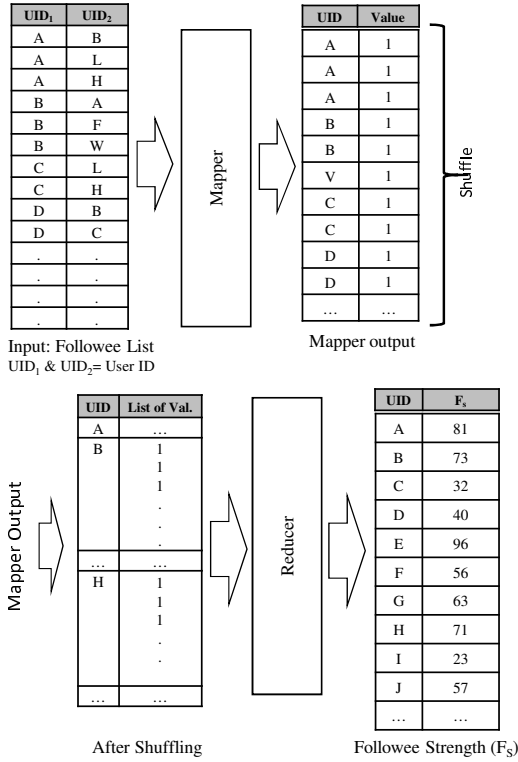 UID₁ UID₂
A B
A L
A H
B A
B F
B W
C L
C H
D B
D C
. .
. .
. .
. .
Input: Followee List
UID₁ & UID₂= User ID
Mapper
UID Value
A 1
A 1
A 1
B 1
B 1
V 1
C 1
C 1
D 1
D 1
... ...
Mapper output
Shuffle
Mapper Output
UID List of Val.
A ...
B 1
1
1
.
.
.
... ...
H 1
1
1
.
.
... ...
After Shuffling
Reducer
UID Fₛ
A 81
B 73
C 32
D 40
E 96
F 56
G 63
H 71
I 23
J 57
... ...
Followee Strength (F_S)